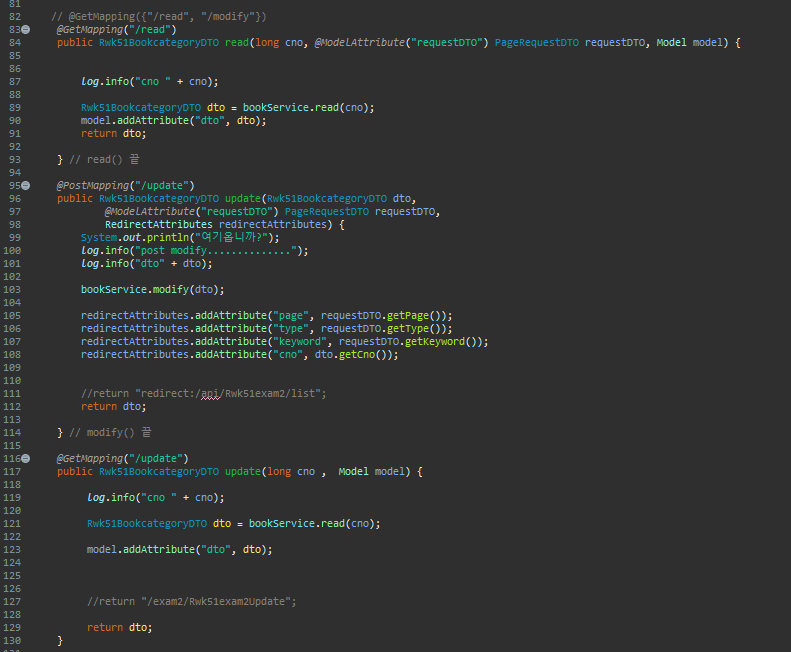 81
82 // @GetMapping({"/read", "/modify"})
83 @GetMapping("/read")
84 public Rwk51BookcategoryDTO read(long cno, @ModelAttribute("requestDTO") PageRequestDTO requestDTO, Model model) {
85
86
87 log.info("cno " + cno);
88
89 Rwk51BookcategoryDTO dto = bookService.read(cno);
90 model.addAttribute("dto", dto);
91 return dto;
92
93 } // read() 끝
94
95 @PostMapping("/update")
96 public Rwk51BookcategoryDTO update(Rwk51BookcategoryDTO dto,
97 @ModelAttribute("requestDTO") PageRequestDTO requestDTO,
98 RedirectAttributes redirectAttributes) {
99 System.out.println("여기옵니까?");
100 log.info("post modify..............");
101 log.info("dto" + dto);
102
103 bookService.modify(dto);
104
105 redirectAttributes.addAttribute("page", requestDTO.getPage());
106 redirectAttributes.addAttribute("type", requestDTO.getType());
107 redirectAttributes.addAttribute("keyword", requestDTO.getKeyword());
108 redirectAttributes.addAttribute("cno", dto.getCno());
109
110
111 //return "redirect:/api/Rwk51exam2/list";
112 return dto;
113
114 } // modify() 끝
115
116 @GetMapping("/update")
117 public Rwk51BookcategoryDTO update(long cno , Model model) {
118
119 log.info("cno " + cno);
120
121 Rwk51BookcategoryDTO dto = bookService.read(cno);
122
123 model.addAttribute("dto", dto);
124
125
126
127 //return "/exam2/Rwk51exam2Update";
128
129 return dto;
130 }